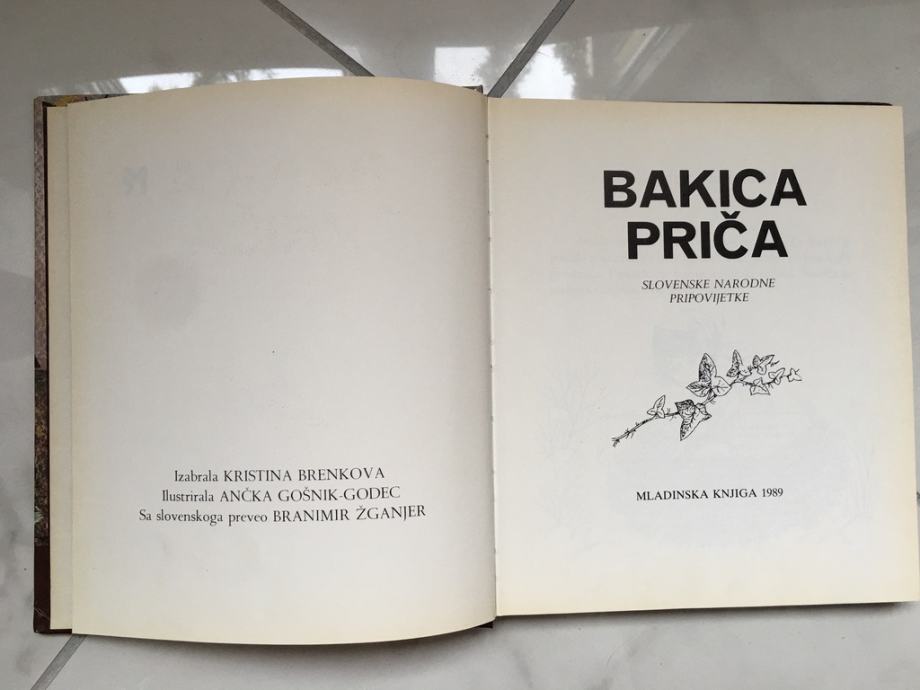 Izabrala KRISTINA BRENKOVA
Ilustrirala ANČKA GOŠNIK-GODEC
Sa slovenskoga preveo BRANIMIR ŽGANJER
BAKICA
PRIČA
SLOVENSKE NARODNE
PRIPOVIJETKE
MLADINSKA KNJIGA 1989